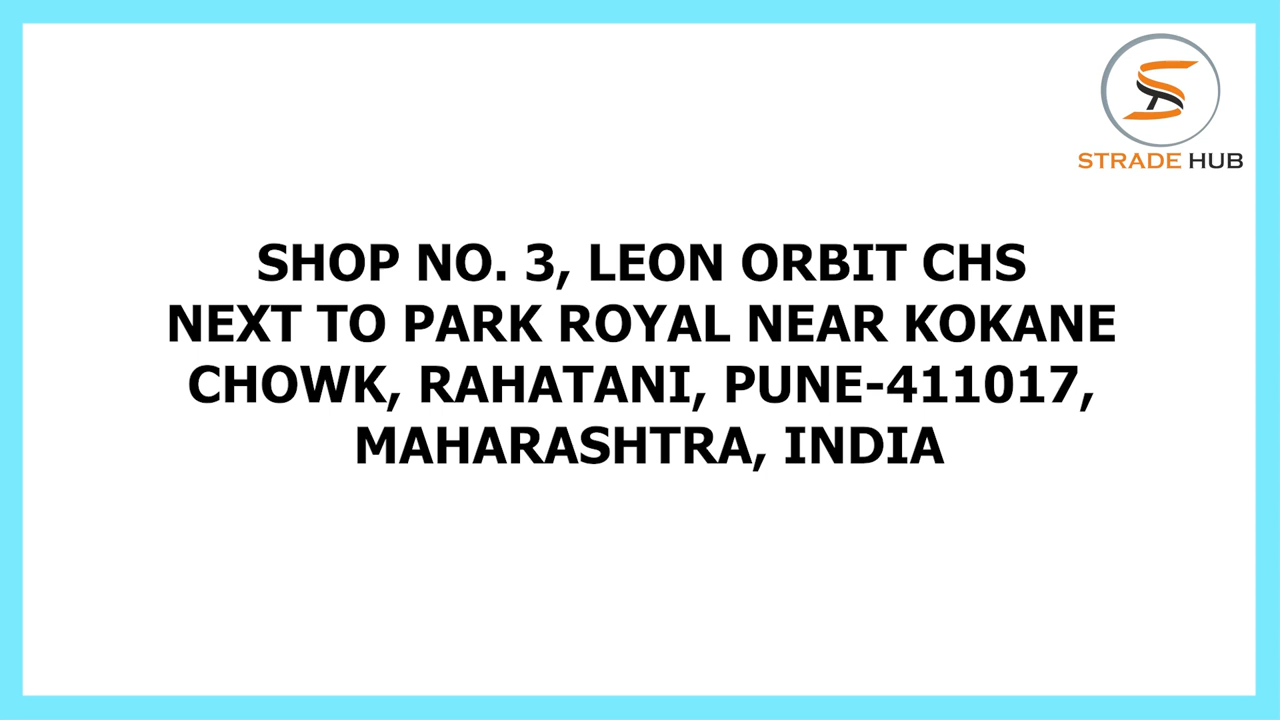 STRADE HUB
SHOP NO. 3, LEON ORBIT CHS
NEXT TO PARK ROYAL NEAR KOKANE
CHOWK, RAHATANI, PUNE-411017,
MAHARASHTRA, INDIA